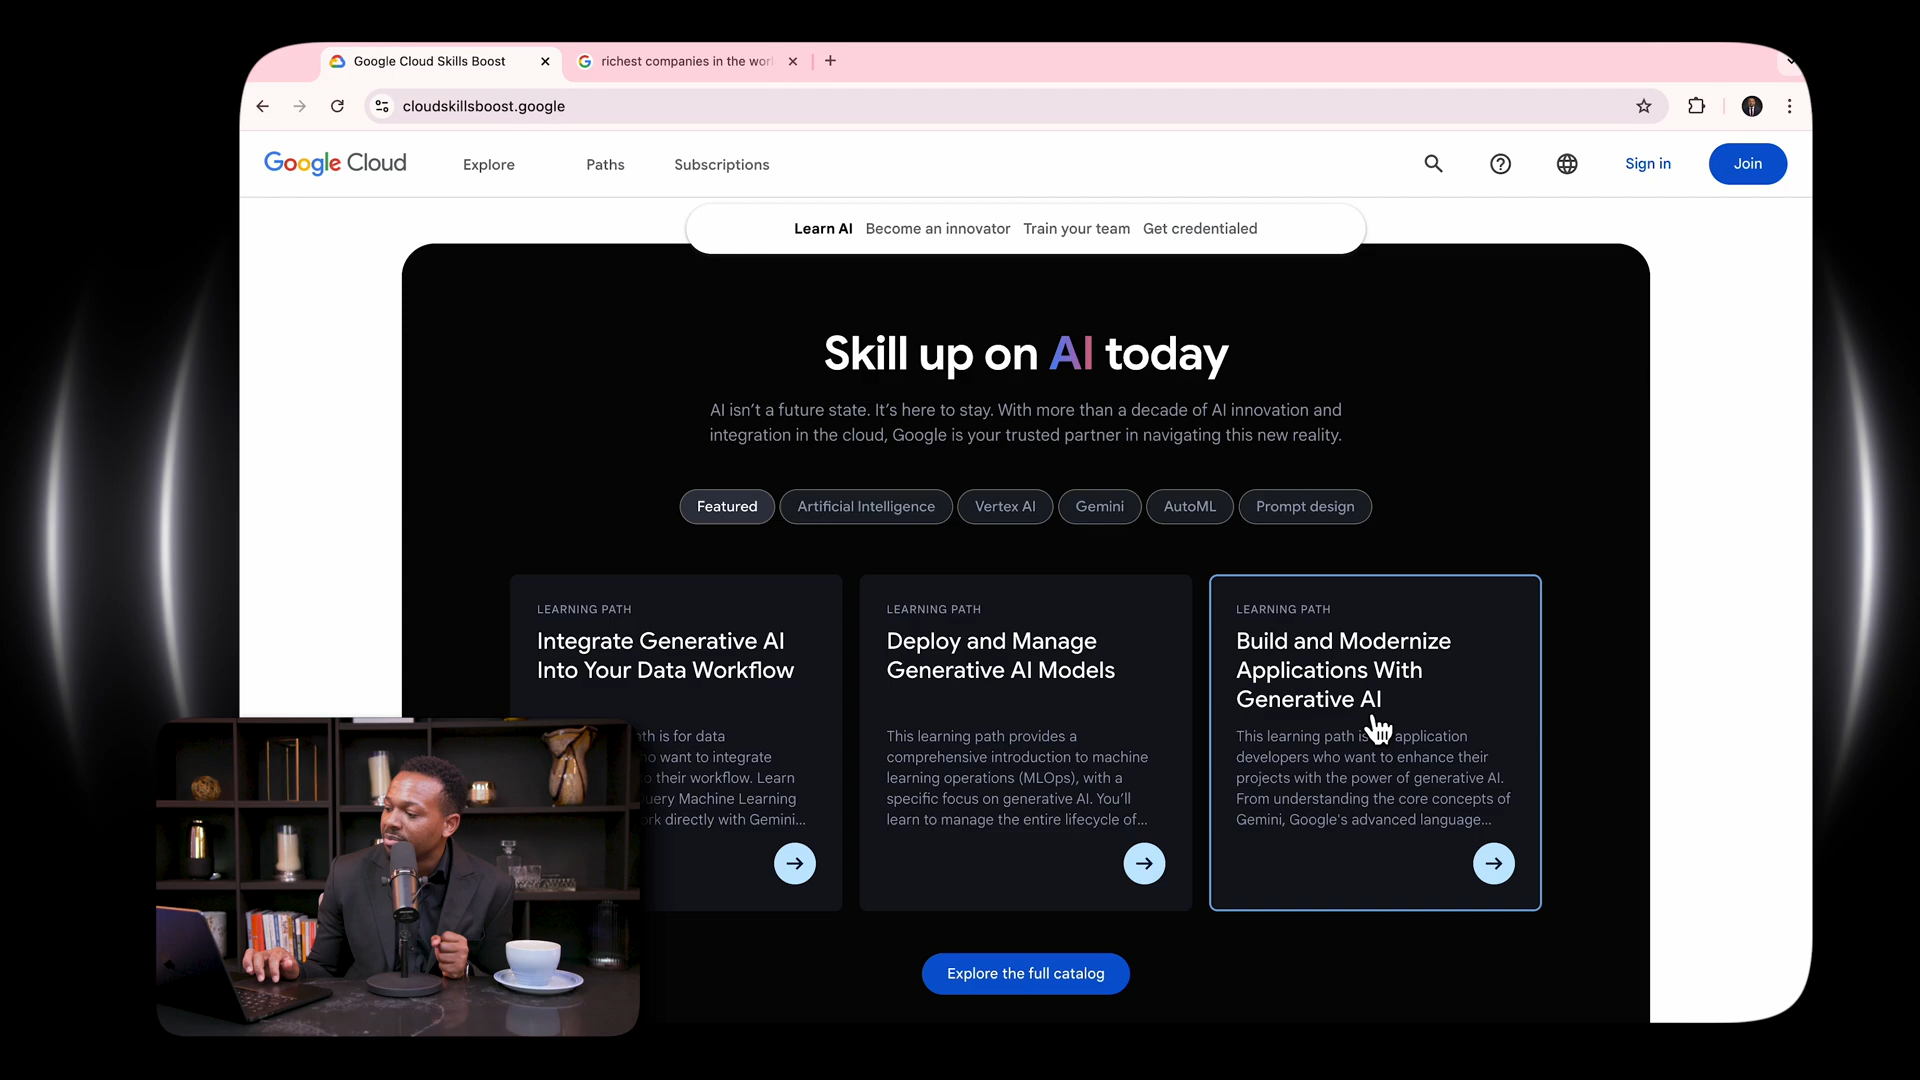 Google Cloud Skills Boost
richest companies in the wor
cloudskillsboost.google
Google Cloud
Explore
Paths
Subscriptions
Sign in
Join
Learn AI
Become an innovator
Train your team
Get credentialed
Skill up on AI today
AI isn’t a future state. It’s here to stay. With more than a decade of AI innovation and
integration in the cloud, Google is your trusted partner in navigating this new reality.
Featured
Artificial Intelligence
Vertex AI
Gemini
AutoML
Prompt design
LEARNING PATH
Integrate Generative AI
Into Your Data Workflow
th is for data
o want to integrate
o their workflow. Learn
uery Machine Learning
rk directly with Gemini...
LEARNING PATH
Deploy and Manage
Generative AI Models
This learning path provides a
comprehensive introduction to machine
learning operations (MLOps), with a
specific focus on generative AI. You’ll
learn to manage the entire lifecycle of...
LEARNING PATH
Build and Modernize
Applications With
Generative AI
This learning path is application
developers who want to enhance their
projects with the power of generative AI.
From understanding the core concepts of
Gemini, Google's advanced language...
Explore the full catalog